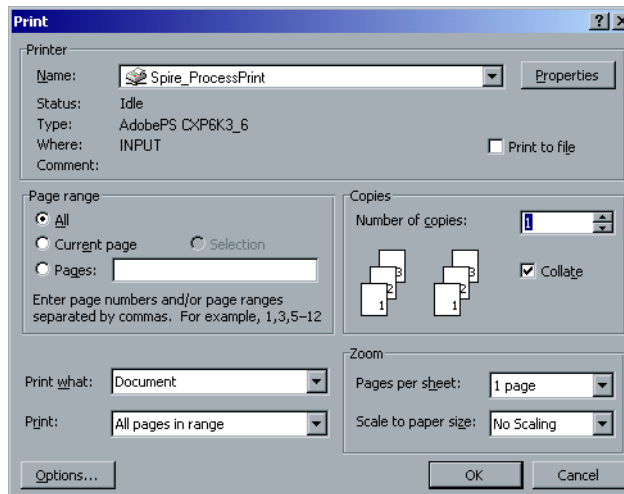 Print
Printer
Name: Spire_ProcessPrint Properties
Status: Idle
Type: AdobePS CXP6K3_6
Where: INPUT Print to file
Comment:
Page range
All
Current page Selection
Pages:
Enter page numbers and/or page ranges
separated by commas. For example, 1,3,5–12
Copies
Number of copies: 1
Collate
3 3
2 2
1 1
Print what: Document
Print: All pages in range
Zoom
Pages per sheet: 1 page
Scale to paper size: No Scaling
Options... OK Cancel